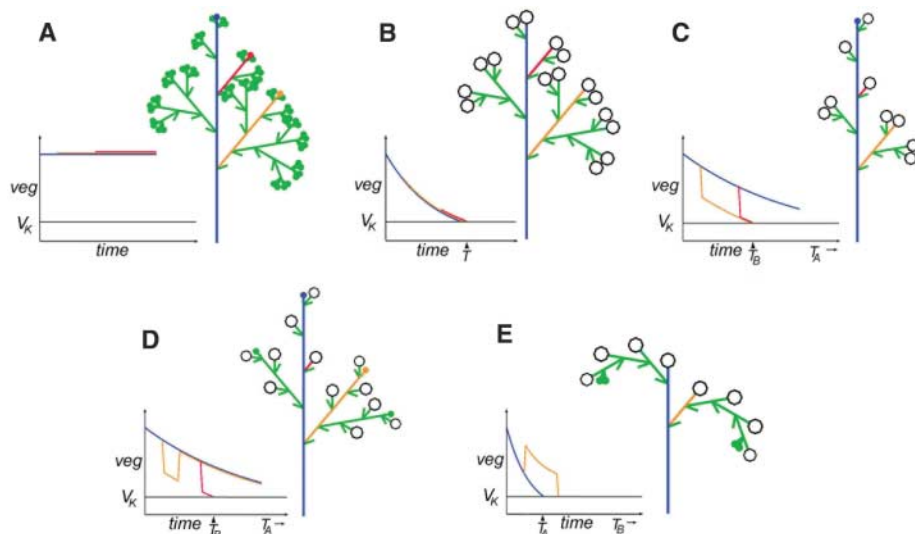 A
veg
V_K
time
B
veg
V_K
time
T
C
veg
V_K
time
T_B
T_A →
D
veg
V_K
time
T_B
T_A →
E
veg
V_K
T_A
time
T_B →